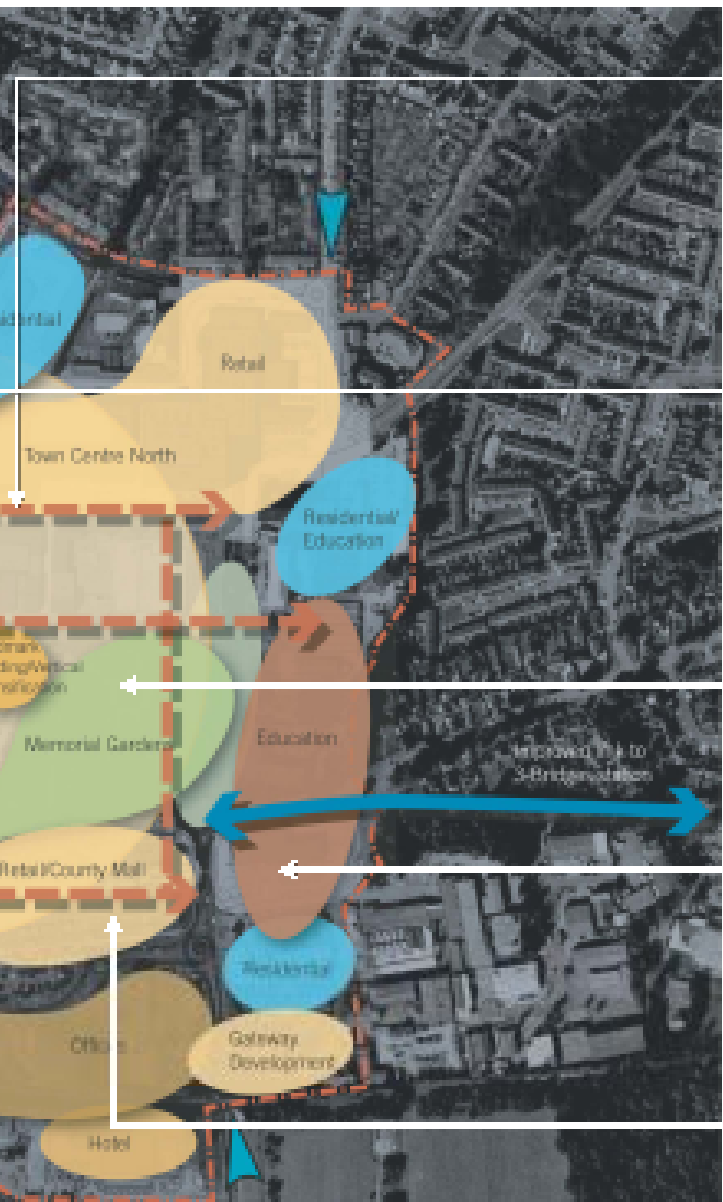 Retail
Town Centre North
Residential/
Education
Memorial Gardens
Education
Improved link to
3-Bridges station
Retail/County Mall
Residential
Gateway
Development
Offices
Hotel